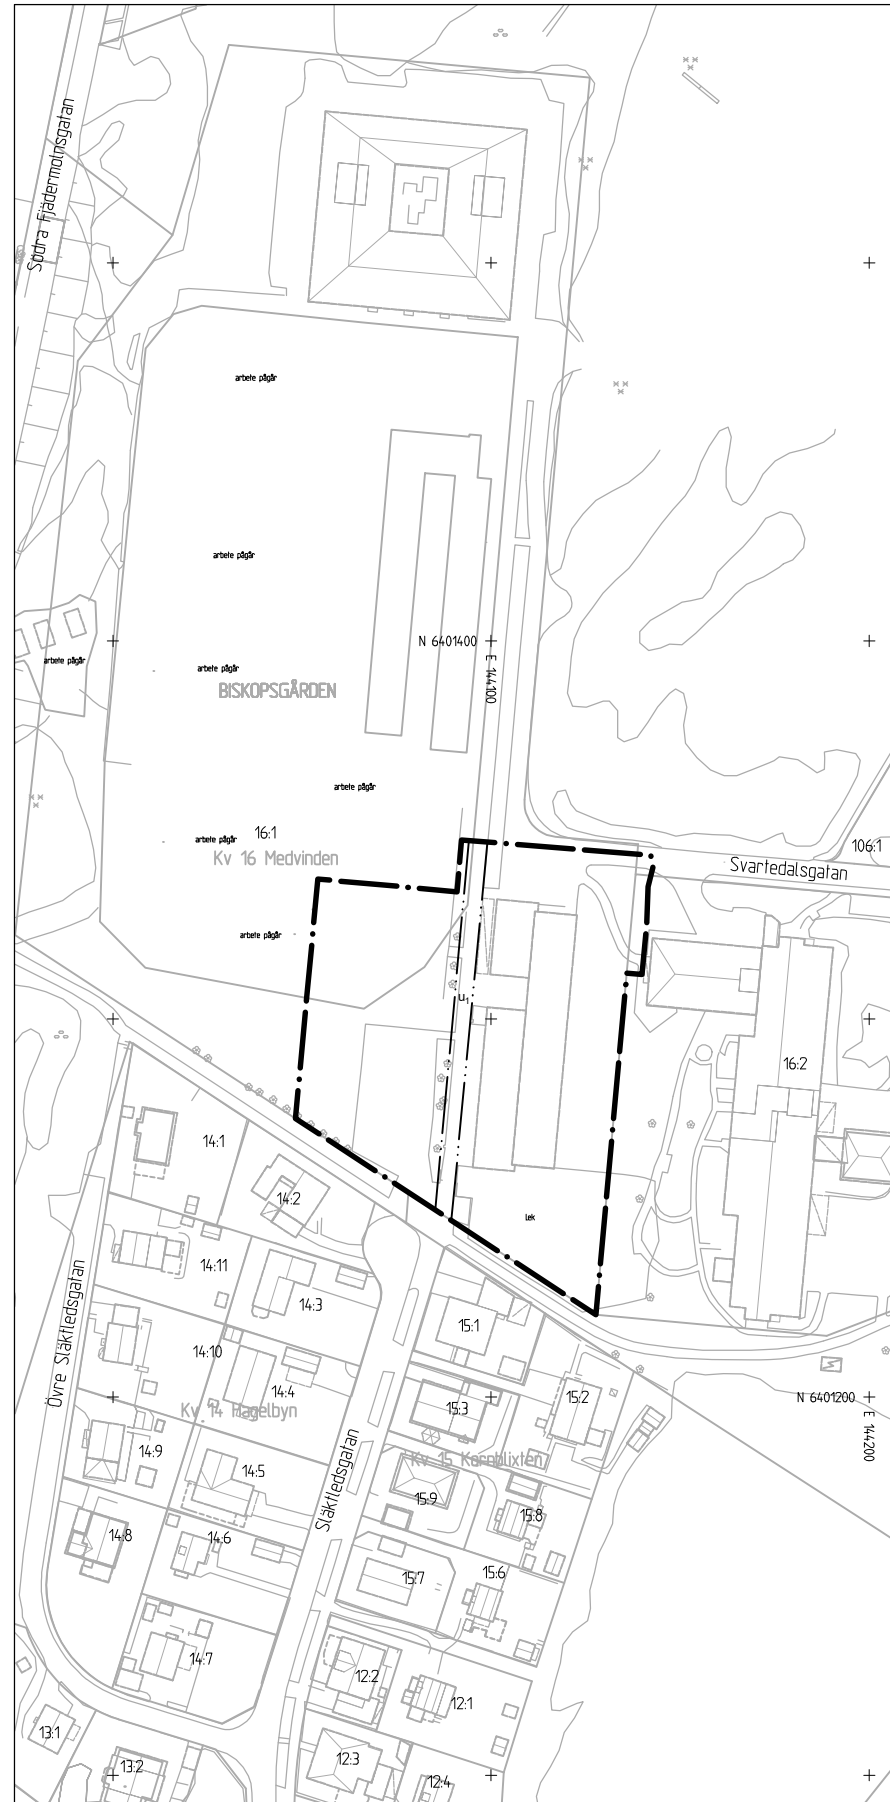 Södra Fjädermolnsgatan
arbete pågår
arbete pågår
N 6401400
E 144100
arbete pågår
arbete pågår
BISKOPSGÅRDEN
arbete pågår
16:1
arbete pågår
Kv 16 Medvinden
106:1
Svartedalsgatan
arbete pågår
u1
16:2
14:1
14:2
lek
14:11
14:3
15:1
Övre Släktledsgatan
14:10
14:4
15:2
N 6401200
E 144200
Kv 14 Hagelbyn
15:3
14:9
Kv 15 Kornblixten
14:5
Släktledsgatan
15:9
14:8
14:6
15:8
15:7
15:6
14:7
12:2
12:1
13:1
13:2
12:3
12:4